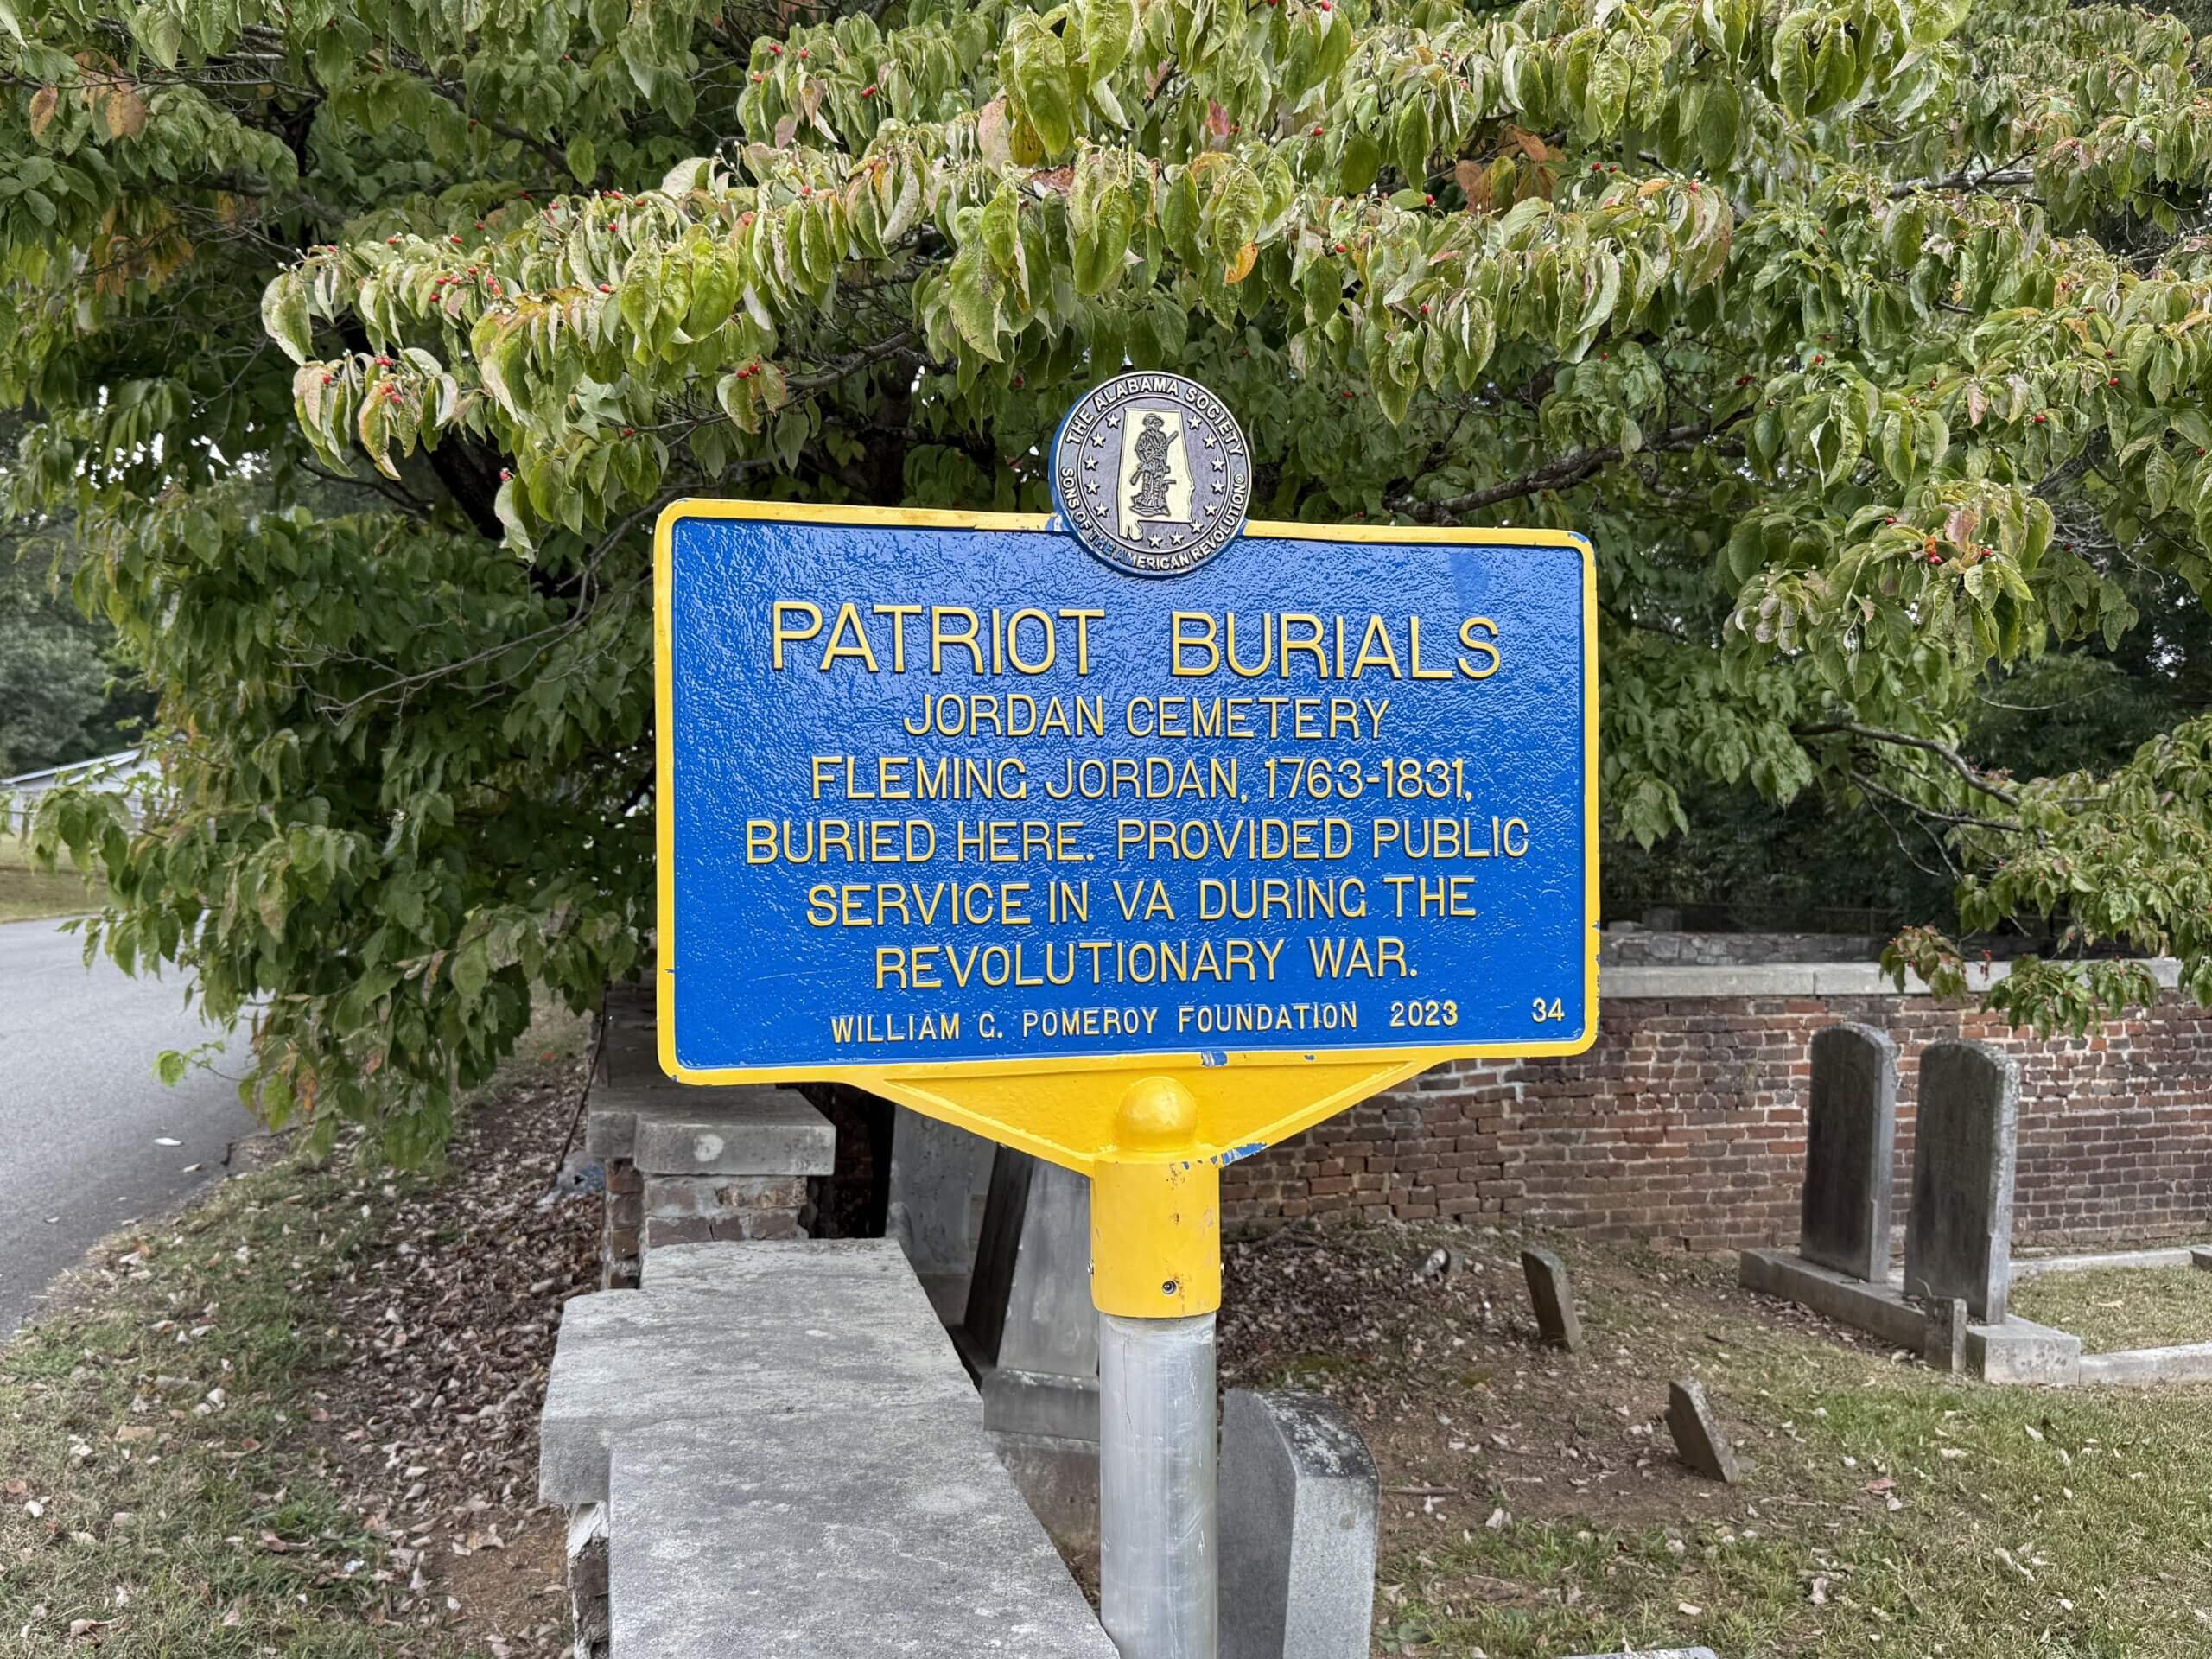 THE ALABAMA SOCIETY
SONS OF THE AMERICAN REVOLUTION®
PATRIOT BURIALS
JORDAN CEMETERY
FLEMING JORDAN, 1763-1831,
BURIED HERE. PROVIDED PUBLIC
SERVICE IN VA DURING THE
REVOLUTIONARY WAR.
WILLIAM G. POMEROY FOUNDATION 2023 34